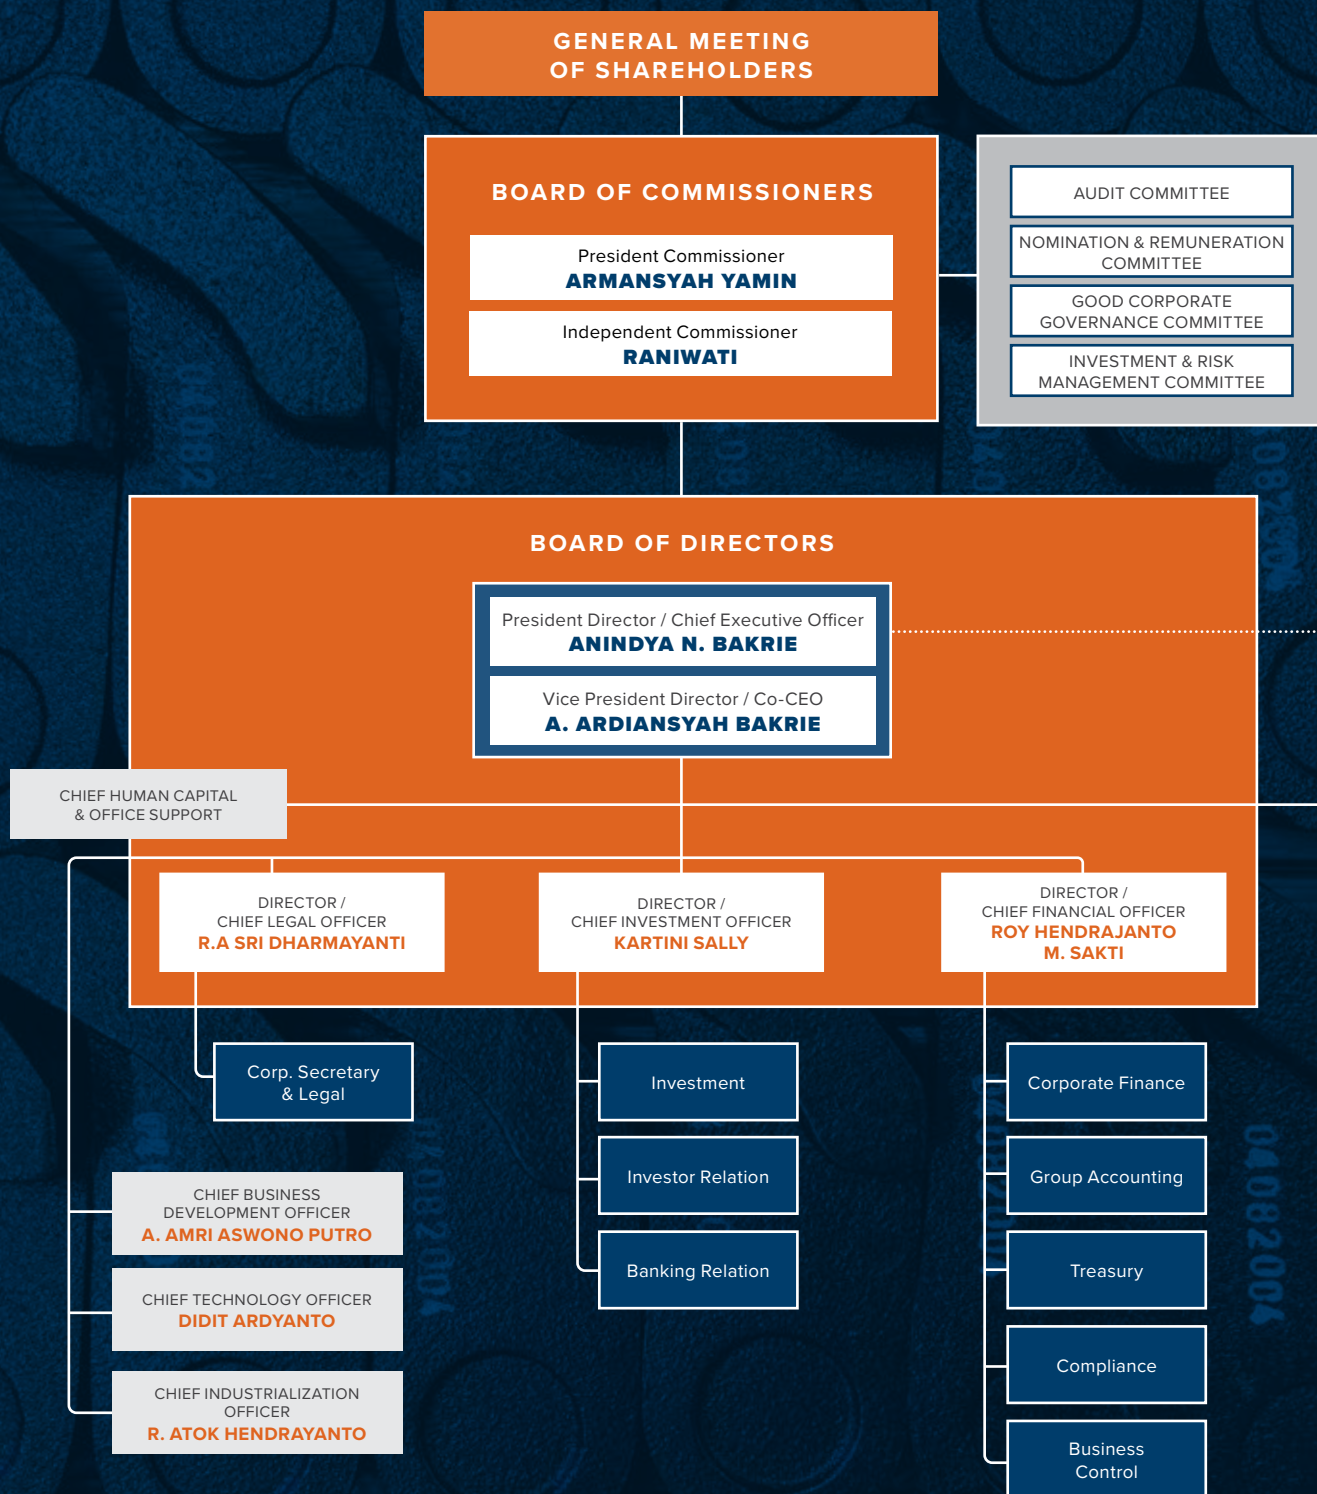 GENERAL MEETING
OF SHAREHOLDERS
BOARD OF COMMISSIONERS
President Commissioner
ARMANSYAH YAMIN
Independent Commissioner
RANIWATI
AUDIT COMMITTEE
NOMINATION & REMUNERATION
COMMITTEE
GOOD CORPORATE
GOVERNANCE COMMITTEE
INVESTMENT & RISK
MANAGEMENT COMMITTEE
BOARD OF DIRECTORS
President Director / Chief Executive Officer
ANINDYA N. BAKRIE
Vice President Director / Co-CEO
A. ARDIANSYAH BAKRIE
CHIEF HUMAN CAPITAL
& OFFICE SUPPORT
DIRECTOR /
CHIEF LEGAL OFFICER
R.A SRI DHARMAYANTI
DIRECTOR /
CHIEF INVESTMENT OFFICER
KARTINI SALLY
DIRECTOR /
CHIEF FINANCIAL OFFICER
ROY HENDRAJANTO
M. SAKTI
Corp. Secretary
& Legal
CHIEF BUSINESS
DEVELOPMENT OFFICER
A. AMRI ASWONO PUTRO
CHIEF TECHNOLOGY OFFICER
DIDIT ARDYANTO
CHIEF INDUSTRIALIZATION
OFFICER
R. ATOK HENDRAYANTO
Investment
Investor Relation
Banking Relation
Corporate Finance
Group Accounting
Treasury
Compliance
Business
Control
04082004